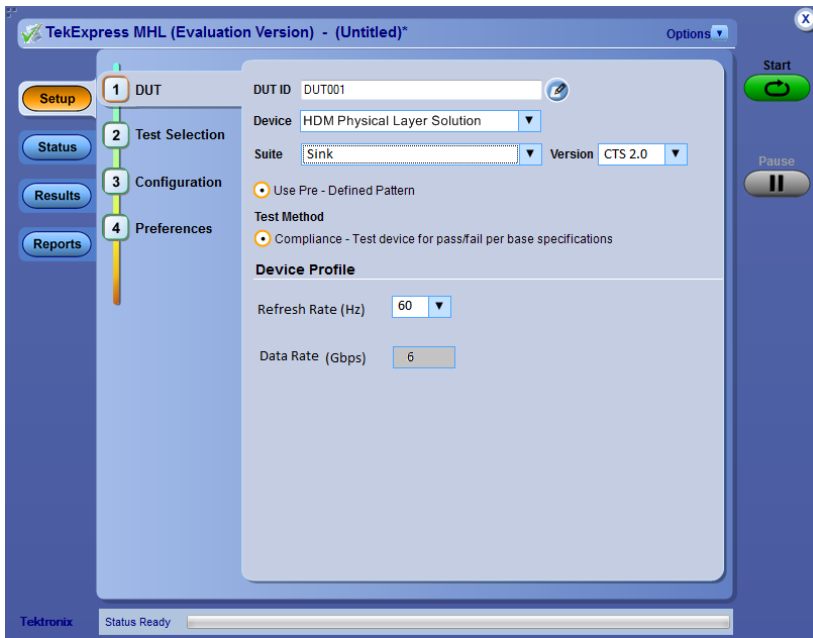 TekExpress MHL (Evaluation Version) - (Untitled)*
Options
X
Start
Pause
Setup
Status
Results
Reports
1 DUT
2 Test Selection
3 Configuration
4 Preferences
DUT ID DUT001
Device HDM Physical Layer Solution
Suite Sink Version CTS 2.0
Use Pre - Defined Pattern
Test Method
Compliance - Test device for pass/fail per base specifications
Device Profile
Refresh Rate (Hz) 60
Data Rate (Gbps) 6
Tektronix Status Ready